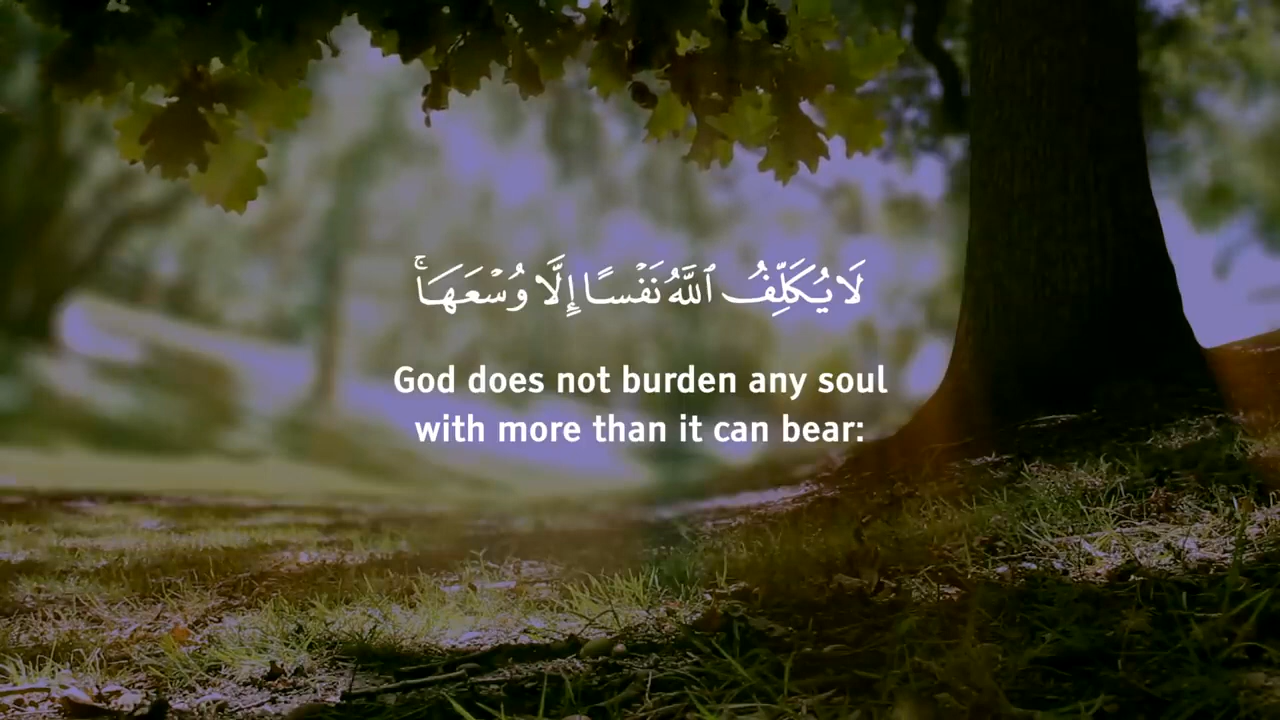 لَا يُكَلِّفُ ٱللَّهُ نَفْسًا إِلَّا وُسْعَهَاۚ
God does not burden any soul
with more than it can bear: